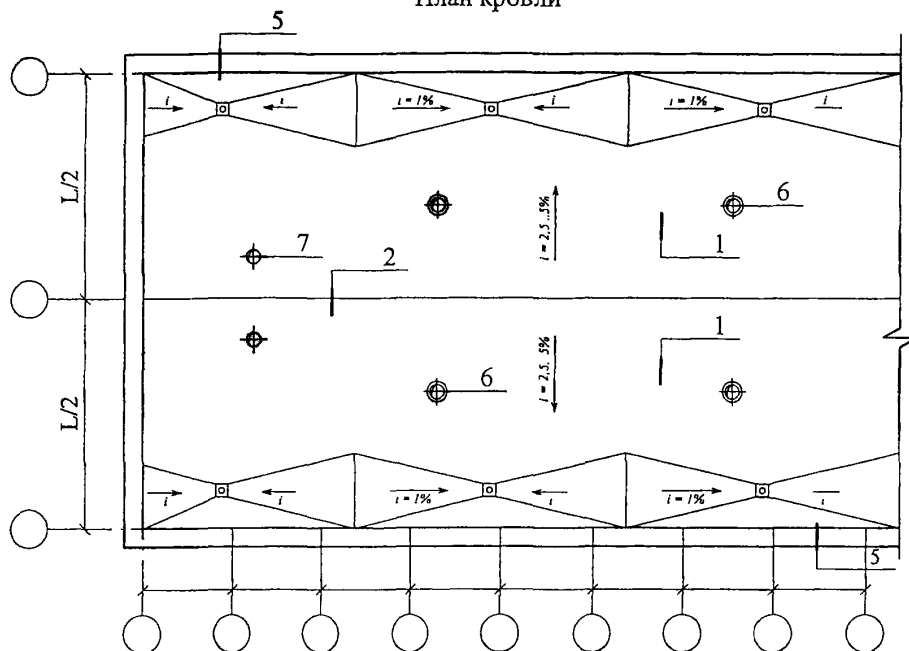 План кровли
5
i
i
i = 1%
i
i = 1%
i
L/2
6
i = 2,5..5%
7
2
1
1
L/2
6
i = 2,5. 5%
i
i
i = 1%
i
i = 1%
i
5